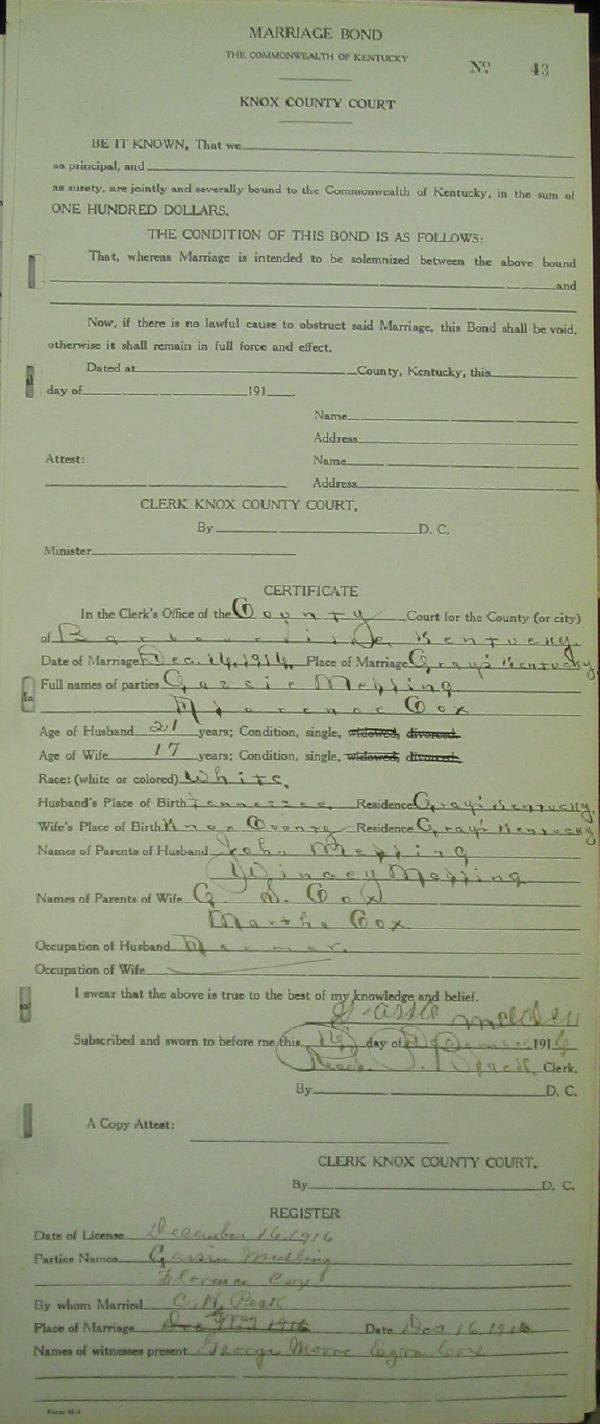 MARRIAGE BOND
THE COMMONWEALTH OF KENTUCKY
No 43
KNOX COUNTY COURT
BE IT KNOWN, That we
as principal, and
as surety, are jointly and severally bound to the Commonwealth of Kentucky, in the sum of
ONE HUNDRED DOLLARS.
THE CONDITION OF THIS BOND IS AS FOLLOWS:
That, whereas Marriage is intended to be solemnized between the above bound
and
Now, if there is no lawful cause to obstruct said Marriage, this Bond shall be void,
otherwise it shall remain in full force and effect.
Dated at County, Kentucky, this
day of 191
Name
Address
Attest: Name
Address
CLERK KNOX COUNTY COURT.
By D. C.
Minister
CERTIFICATE
In the Clerk's Office of the County Court for the County (or city)
of Barbourville, Kentucky.
Date of Marriage Dec. 16, 1916. Place of Marriage Gray's Kentucky
Full names of parties Gassie
Florence Cox
Age of Husband 21 years; Condition, single, widowed, divorced.
Age of Wife 17 years; Condition, single, widowed, divorced.
Race: (white or colored) White.
Husband's Place of Birth Tennessee. Residence Gray's Kentucky.
Wife's Place of Birth Knox County Residence Gray's Kentucky
Names of Parents of Husband John
Names of Parents of Wife G. S. Cox
Martha Cox
Occupation of Husband Farmer.
Occupation of Wife
I swear that the above is true to the best of my knowledge and belief.
Gassie
Subscribed and sworn to before me this 16 day of December 1916
Clerk,
By D. C.
A Copy Attest:
CLERK KNOX COUNTY COURT.
By D. C.
REGISTER
Date of License December 16 1916
Parties Names Gassie
Florence Cox
By whom Married C. H. Peak
Place of Marriage Date Dec 16 1916
Names of witnesses present George Moore Ezra Cox
Form M-1